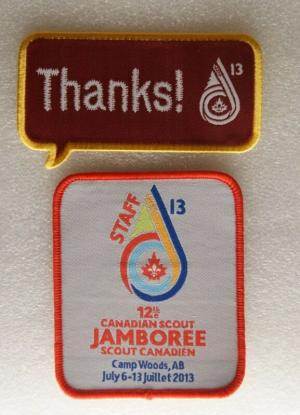 Thanks!
13
STAFF
13
12th
e
CANADIAN SCOUT
JAMBOREE
SCOUT CANADIEN
Camp Woods, AB
July 6-13 Juillet 2013